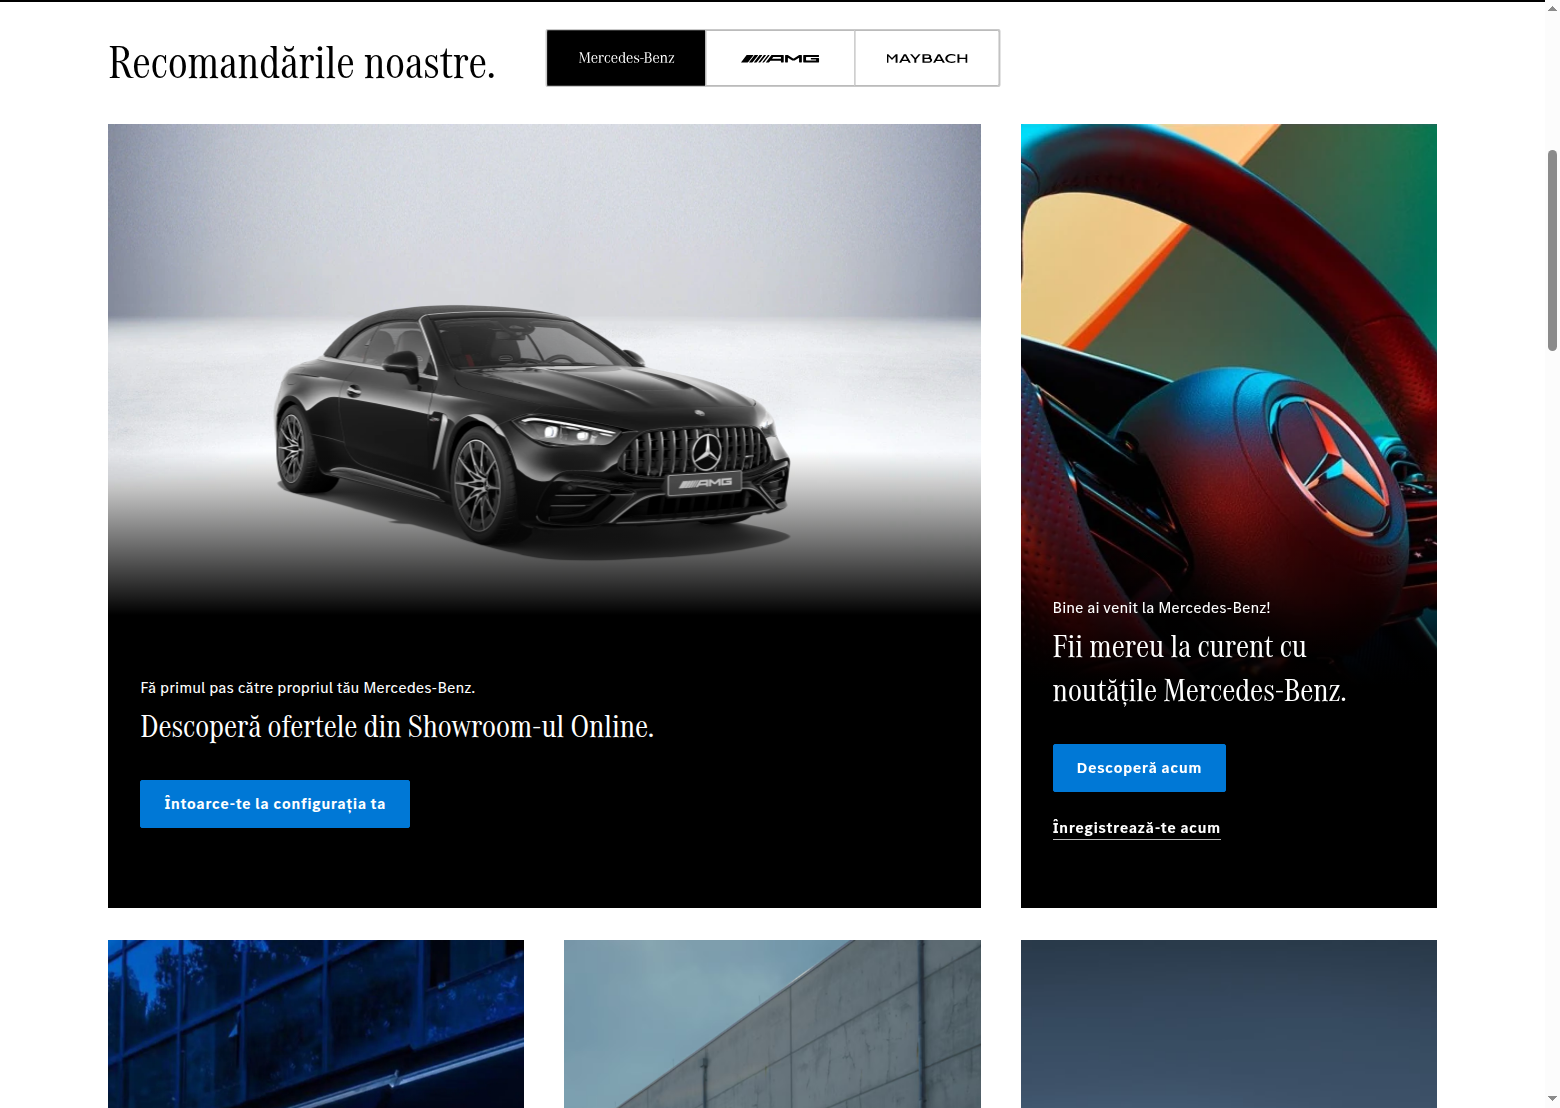 Recomandările noastre.
Mercedes-Benz
AMG
MAYBACH
AMG
Fă primul pas către propriul tău Mercedes-Benz.
Descoperă ofertele din Showroom-ul Online.
Întoarce-te la configurația ta
Bine ai venit la Mercedes-Benz!
Fii mereu la curent cu
noutățile Mercedes-Benz.
Descoperă acum
Înregistrează-te acum